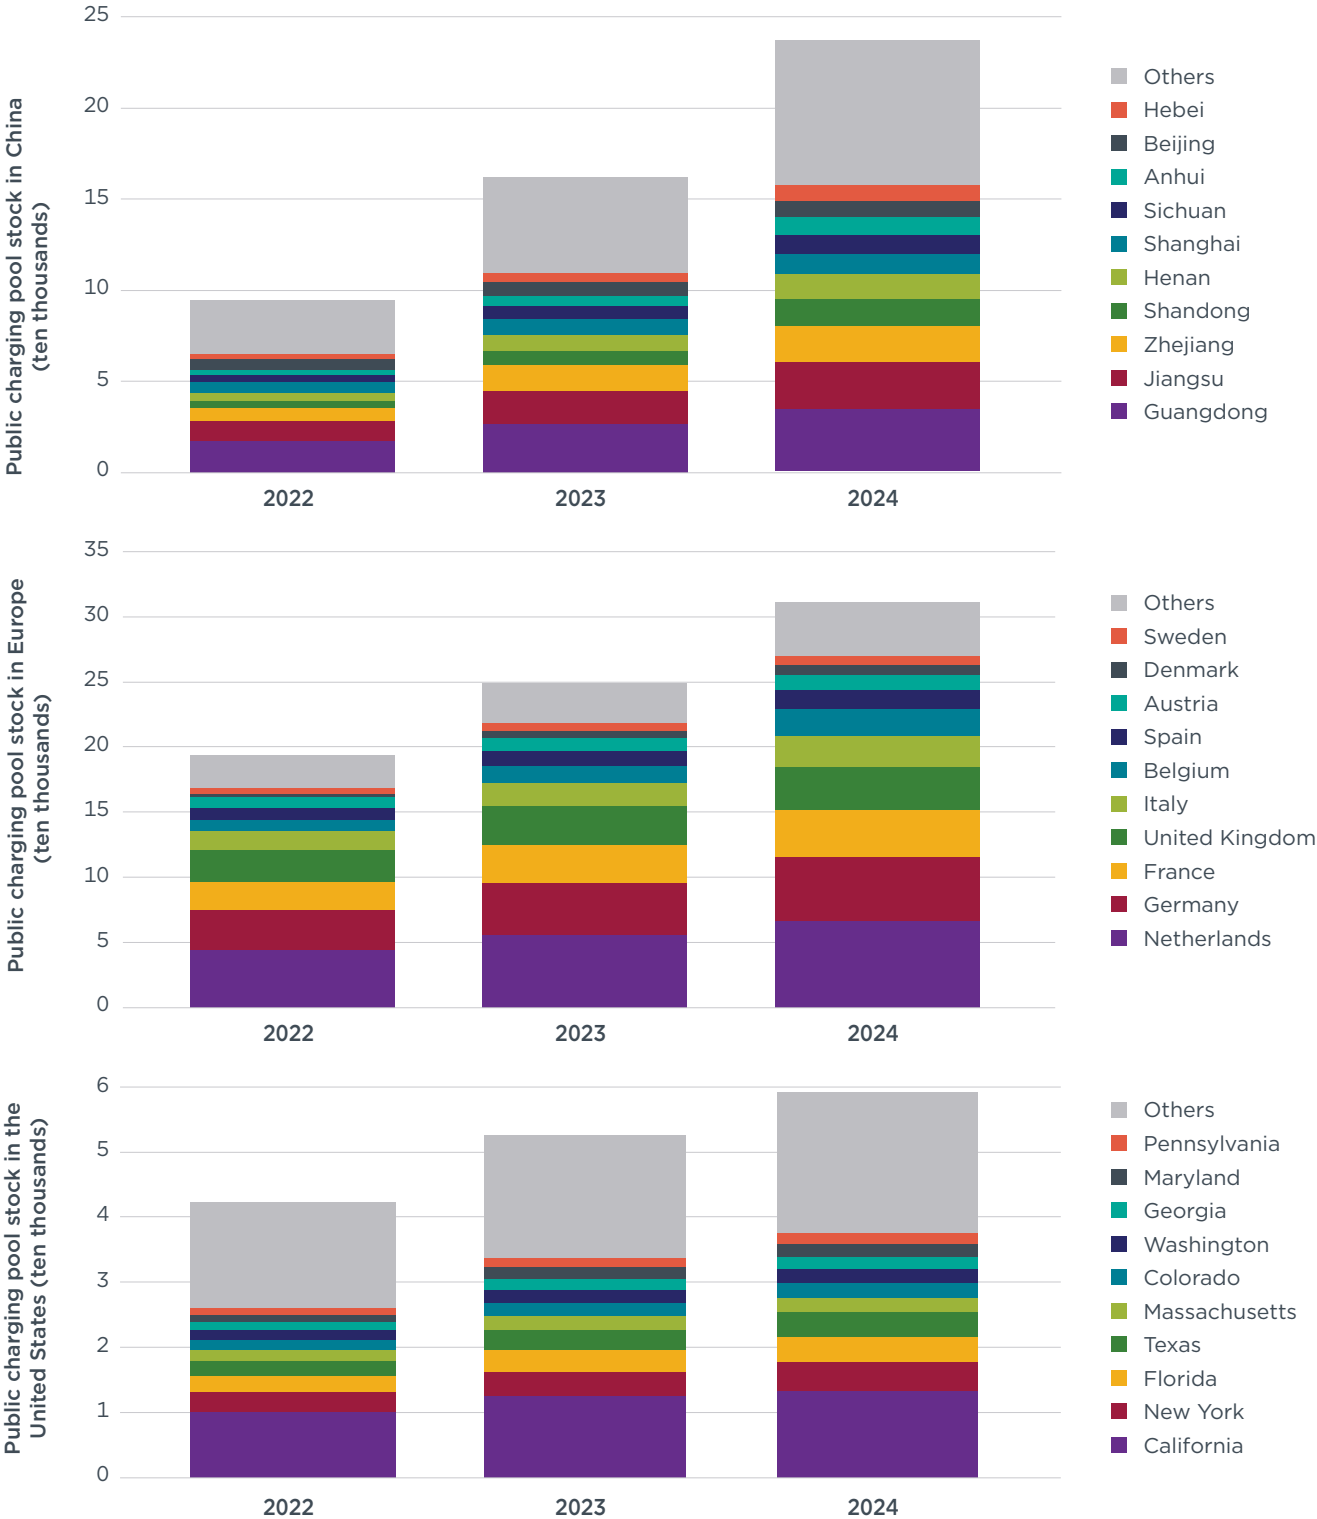 Public charging pool stock in China
(ten thousands)
25
20
15
10
5
0
2022
2023
2024
Others
Hebei
Beijing
Anhui
Sichuan
Shanghai
Henan
Shandong
Zhejiang
Jiangsu
Guangdong
Public charging pool stock in Europe
(ten thousands)
35
30
25
20
15
10
5
0
2022
2023
2024
Others
Sweden
Denmark
Austria
Spain
Belgium
Italy
United Kingdom
France
Germany
Netherlands
Public charging pool stock in the
United States (ten thousands)
6
5
4
3
2
1
0
2022
2023
2024
Others
Pennsylvania
Maryland
Georgia
Washington
Colorado
Massachusetts
Texas
Florida
New York
California